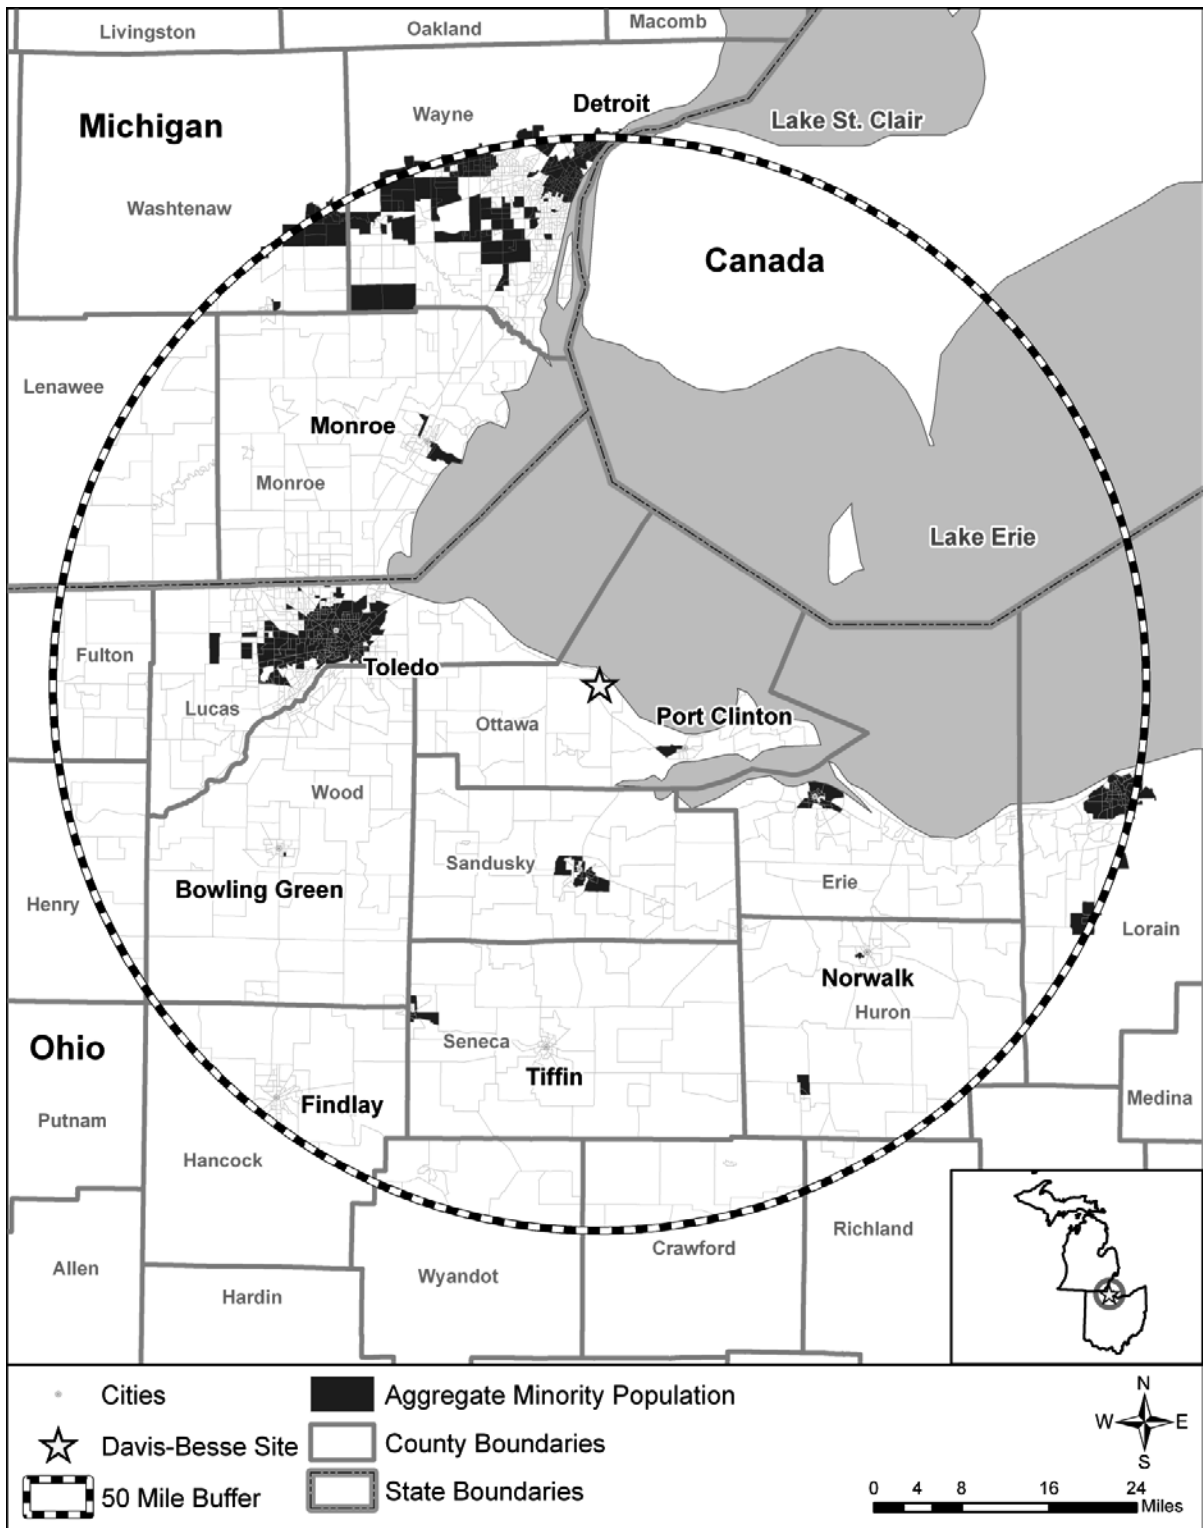 Livingston
Oakland
Macomb
Michigan
Wayne
Detroit
Lake St. Clair
Washtenaw
Canada
Lenawee
Monroe
Monroe
Lake Erie
Fulton
Toledo
Lucas
Ottawa
Port Clinton
Wood
Sandusky
Erie
Bowling Green
Henry
Lorain
Norwalk
Huron
Ohio
Seneca
Tiffin
Findlay
Medina
Putnam
Hancock
Richland
Crawford
Allen
Wyandot
Hardin
Cities
Aggregate Minority Population
Davis-Besse Site
County Boundaries
50 Mile Buffer
State Boundaries
N
W E
S
0 4 8 16 24
Miles